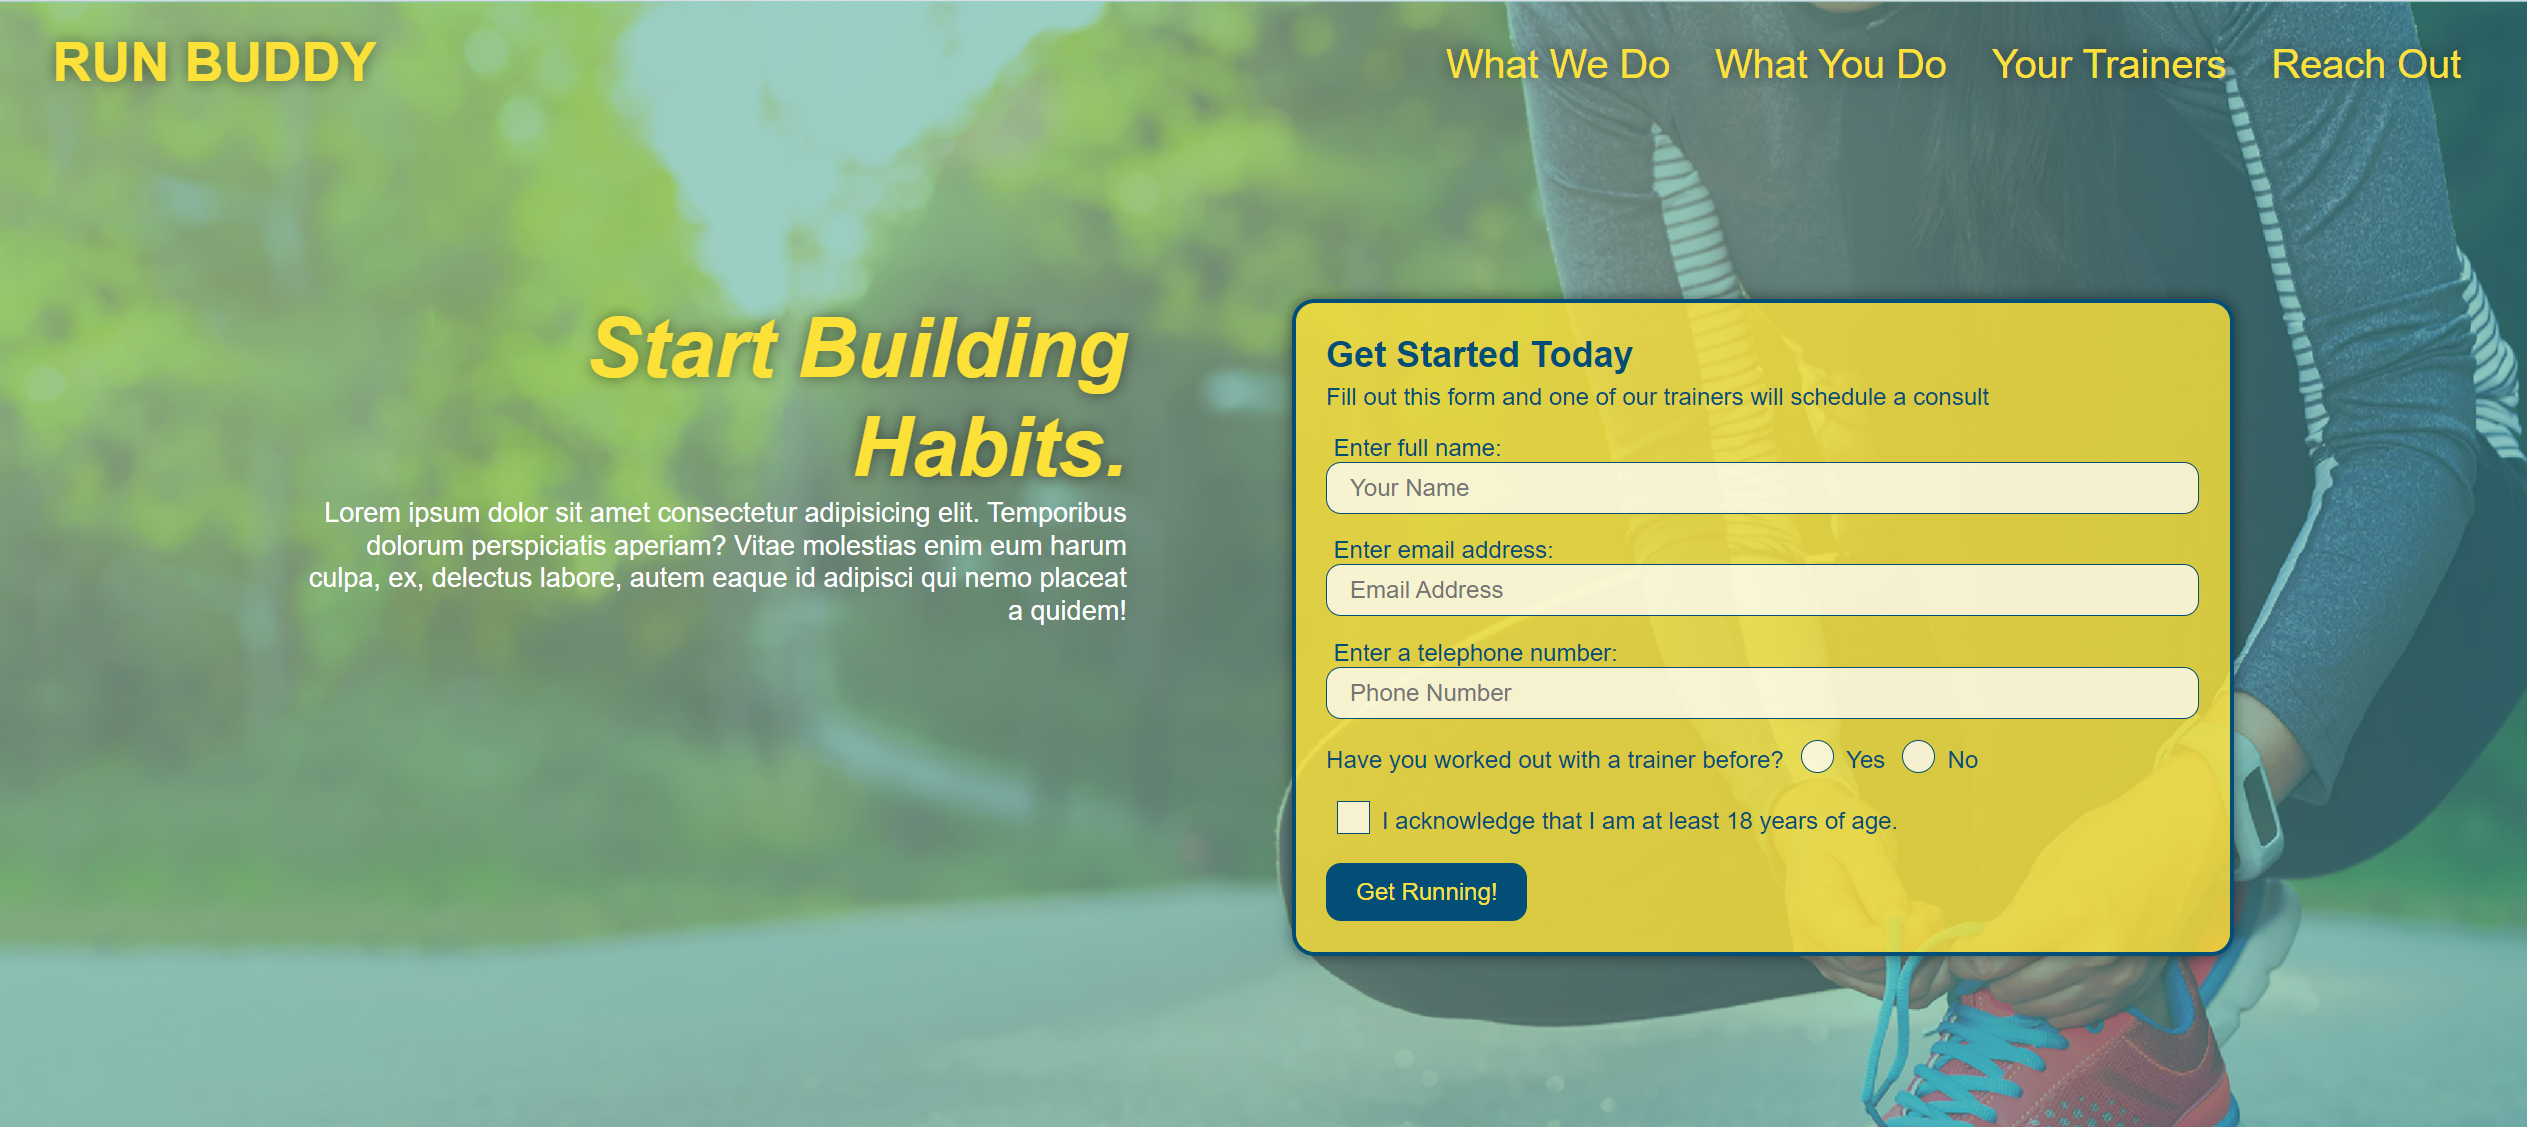 RUN BUDDY
What We Do What You Do Your Trainers Reach Out
Start Building
Habits.
Lorem ipsum dolor sit amet consectetur adipisicing elit. Temporibus
dolorum perspiciatis aperiam? Vitae molestias enim eum harum
culpa, ex, delectus labore, autem eaque id adipisci qui nemo placeat
a quidem!
Get Started Today
Fill out this form and one of our trainers will schedule a consult
Enter full name:
Your Name
Enter email address:
Email Address
Enter a telephone number:
Phone Number
Have you worked out with a trainer before? Yes No
I acknowledge that I am at least 18 years of age.
Get Running!